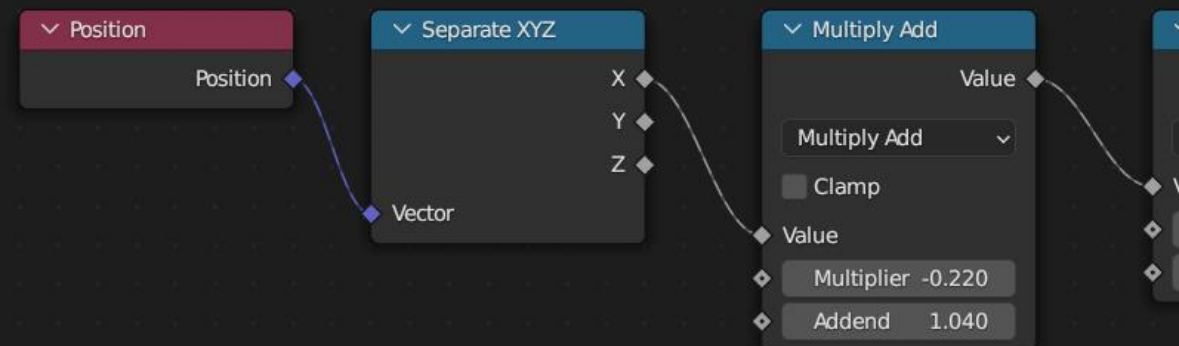 Position
Position
Separate XYZ
X
Y
Z
Vector
Multiply Add
Value
Multiply Add
Clamp
Value
Multiplier -0.220
Addend 1.040